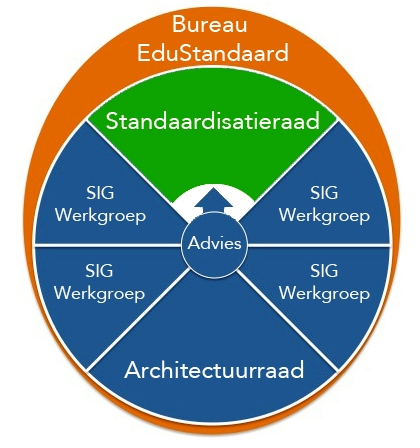 Bureau
EduStandaard
Standaardisatieraad
SIG
Werkgroep
SIG
Werkgroep
Advies
SIG
Werkgroep
SIG
Werkgroep
Architectuurraad